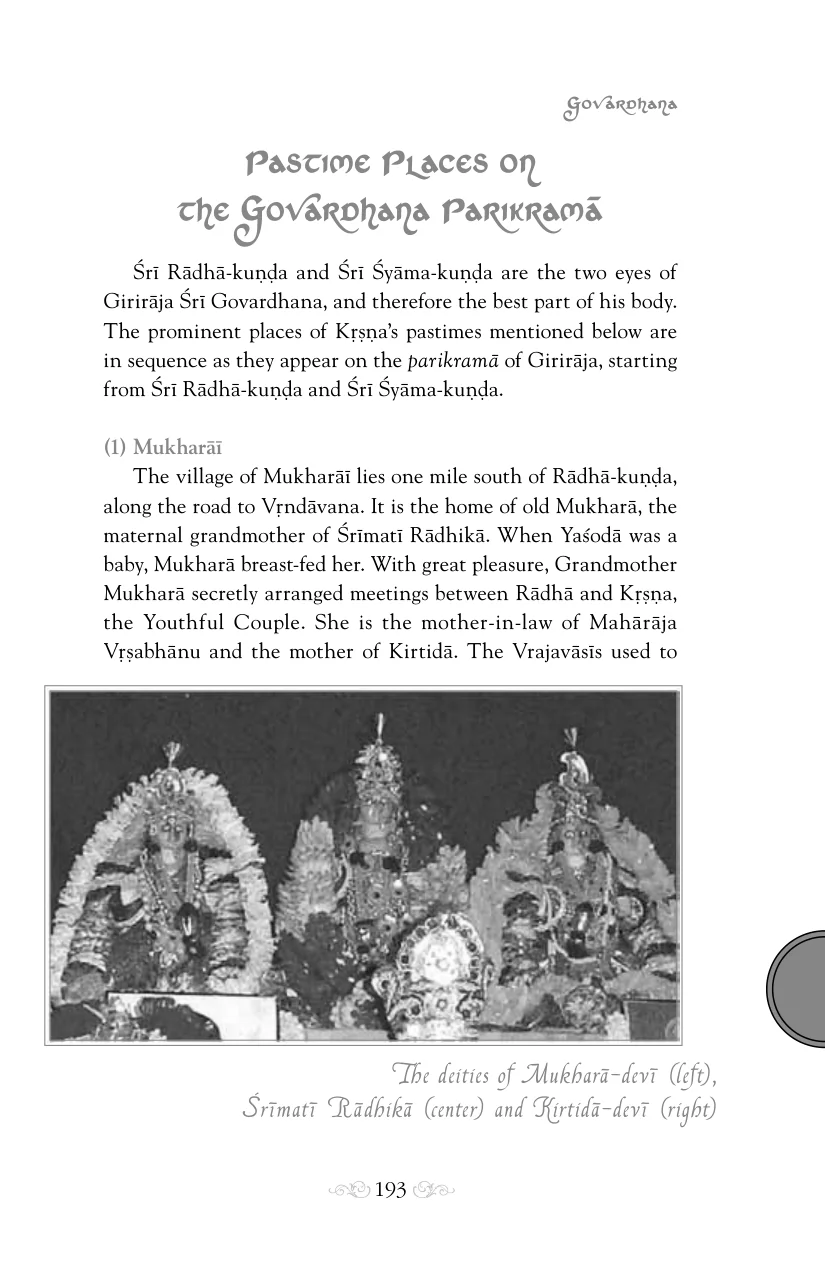 Govardhana
Pastime Places on
the Govardhana Parikramā
Śrī Rādhā-kuṇḍa and Śrī Śyāma-kuṇḍa are the two eyes of
Girirāja Śrī Govardhana, and therefore the best part of his body.
The prominent places of Kṛṣṇa’s pastimes mentioned below are
in sequence as they appear on the parikramā of Girirāja, starting
from Śrī Rādhā-kuṇḍa and Śrī Śyāma-kuṇḍa.
(1) Mukharāī
The village of Mukharāī lies one mile south of Rādhā-kuṇḍa,
along the road to Vṛndāvana. It is the home of old Mukharā, the
maternal grandmother of Śrīmatī Rādhikā. When Yaśodā was a
baby, Mukharā breast-fed her. With great pleasure, Grandmother
Mukharā secretly arranged meetings between Rādhā and Kṛṣṇa,
the Youthful Couple. She is the mother-in-law of Mahārāja
Vṛṣabhānu and the mother of Kirtidā. The Vrajavāsīs used to
The deities of Mukharā-devī (left),
Śrīmatī Rādhikā (center) and Kirtidā-devī (right)
193